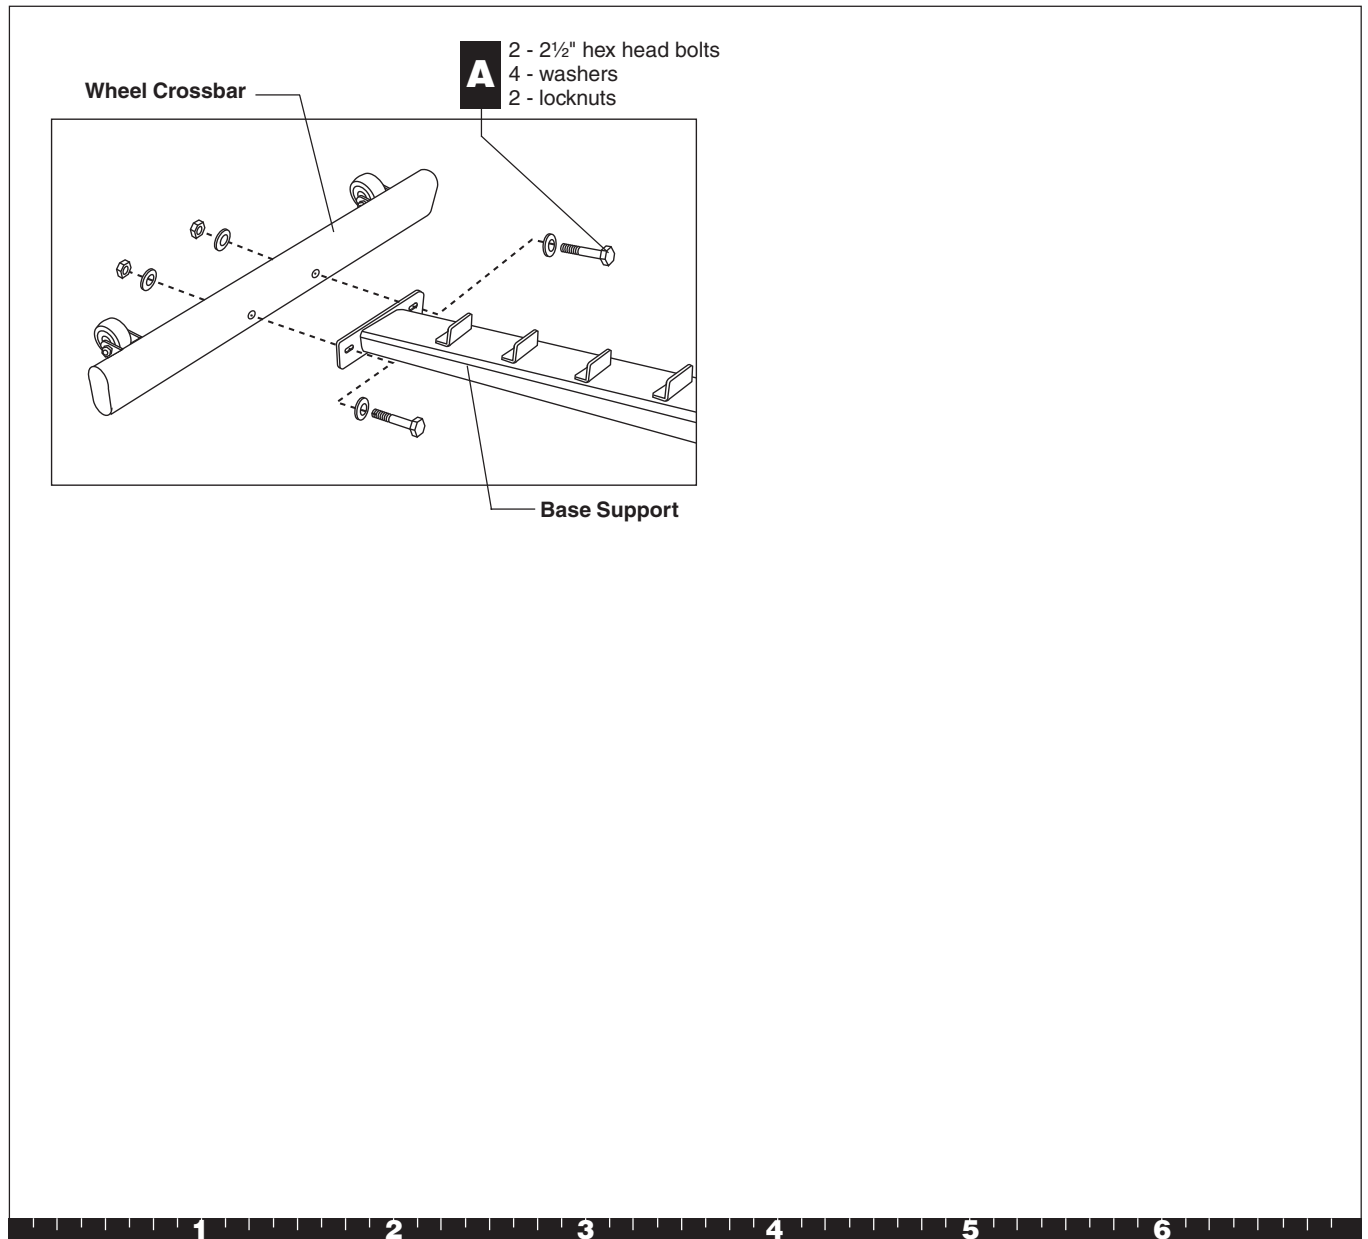 A
2 - 2½" hex head bolts
4 - washers
2 - locknuts
Wheel Crossbar
Base Support
1 2 3 4 5 6